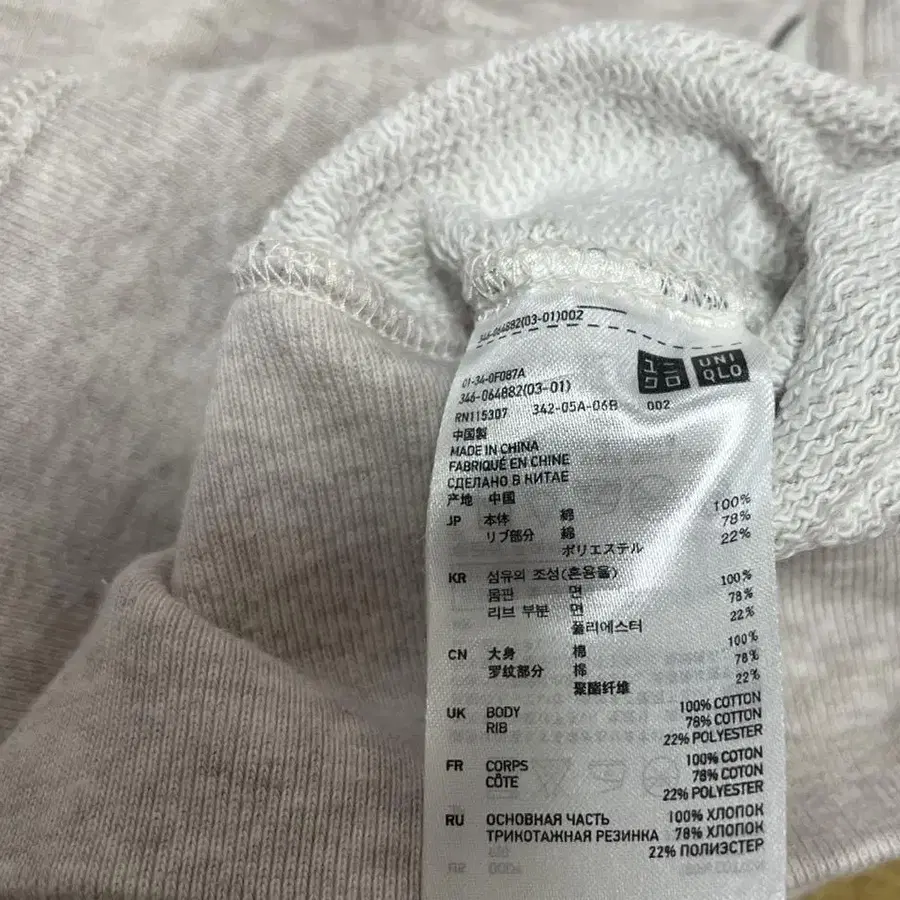 346-064882(03-01)002
ユニ
クロ
UNI
QLO
01-34-0F087A
346-064882(03-01)
RN115307 342-05A-06B 002
中国製
MADE IN CHINA
FABRIQUÉ EN CHINE
СДЕЛАНО В КИТАЕ
产地 中国
JP 本体 綿 100%
リブ部分 綿 78%
ポリエステル 22%
KR 섬유의 조성(혼용율)
몸판 면 100%
리브 부분 면 78%
폴리에스터 22%
CN 大身 棉 100%
罗纹部分 棉 78%
聚酯纤维 22%
UK BODY 100% COTTON
RIB 78% COTTON
22% POLYESTER
FR CORPS 100% COTON
CÔTE 78% COTON
22% POLYESTER
RU ОСНОВНАЯ ЧАСТЬ 100% ХЛОПОК
ТРИКОТАЖНАЯ РЕЗИНКА 78% ХЛОПОК
22% ПОЛИЭСТЕР